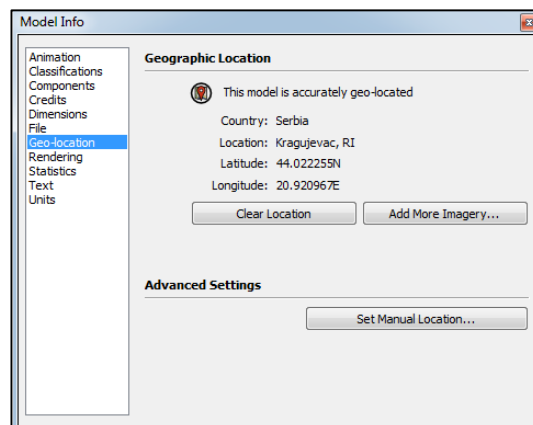 Model Info
Animation
Classifications
Components
Credits
Dimensions
File
Geo-location
Rendering
Statistics
Text
Units
Geographic Location
This model is accurately geo-located
Country: Serbia
Location: Kragujevac, RI
Latitude: 44.022255N
Longitude: 20.920967E
Clear Location
Add More Imagery...
Advanced Settings
Set Manual Location...